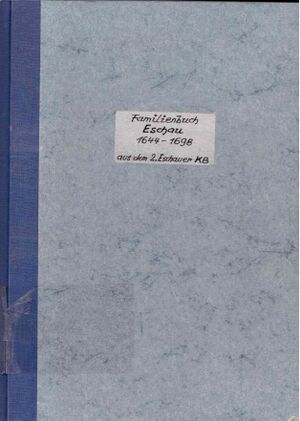 Familienbuch
Eschau
1644-1698
aus dem 2. Eschauer KB